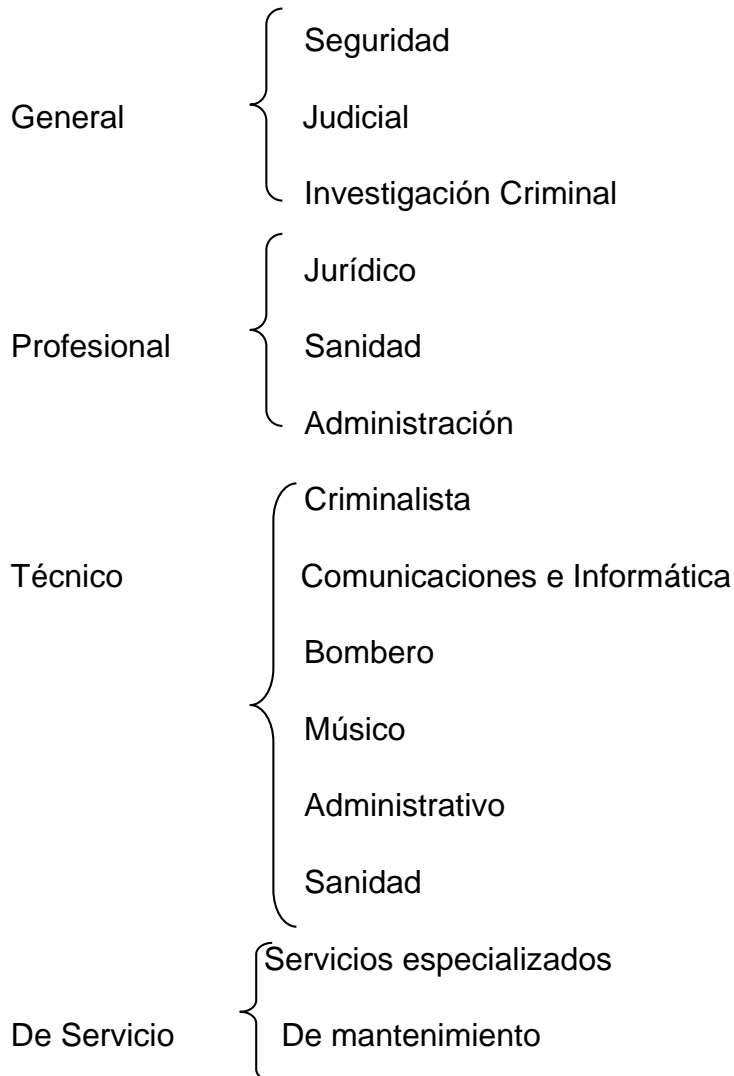 Seguridad
General Judicial
Investigación Criminal
Jurídico
Profesional Sanidad
Administración
Criminalista
Técnico Comunicaciones e Informática
Bombero
Músico
Administrativo
Sanidad
Servicios especializados
De Servicio De mantenimiento